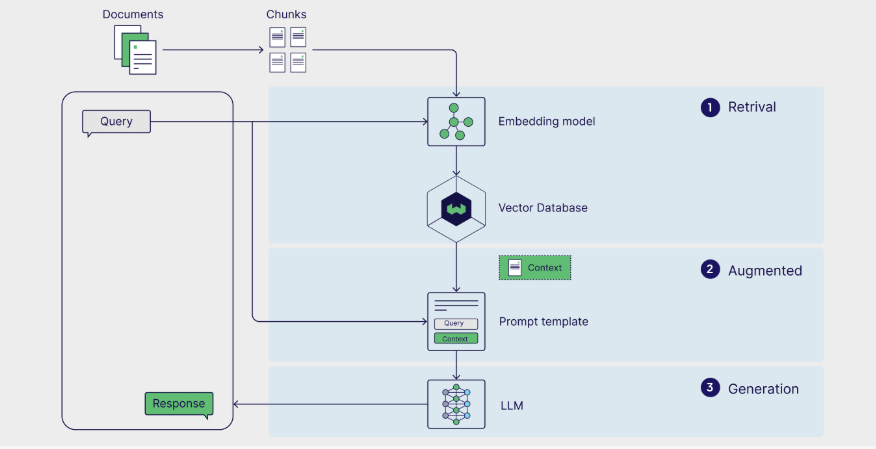 Documents
Chunks
Query
Embedding model
1 Retrival
Vector Database
Context
2 Augmented
Query
Context
Prompt template
3 Generation
Response
LLM